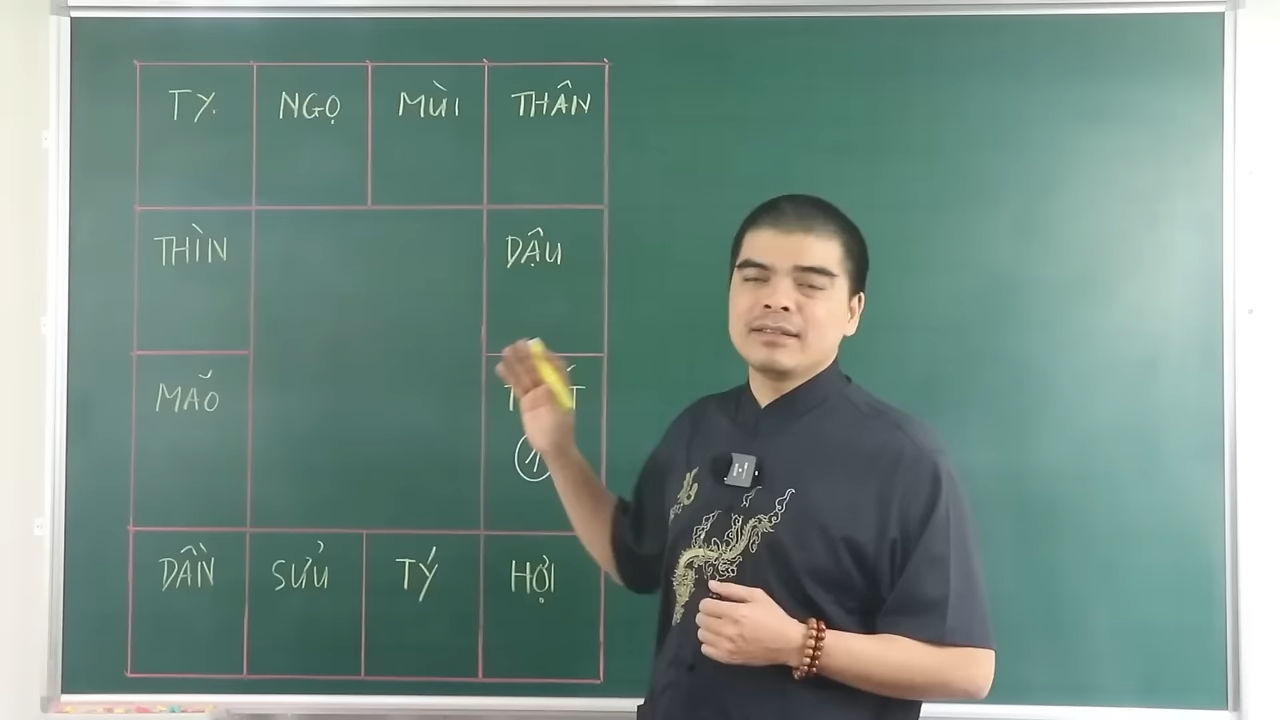 TỴ NGỌ MÙI THÂN
THÌN DẬU
MÃO
DẦN SỬU TÝ HỢI